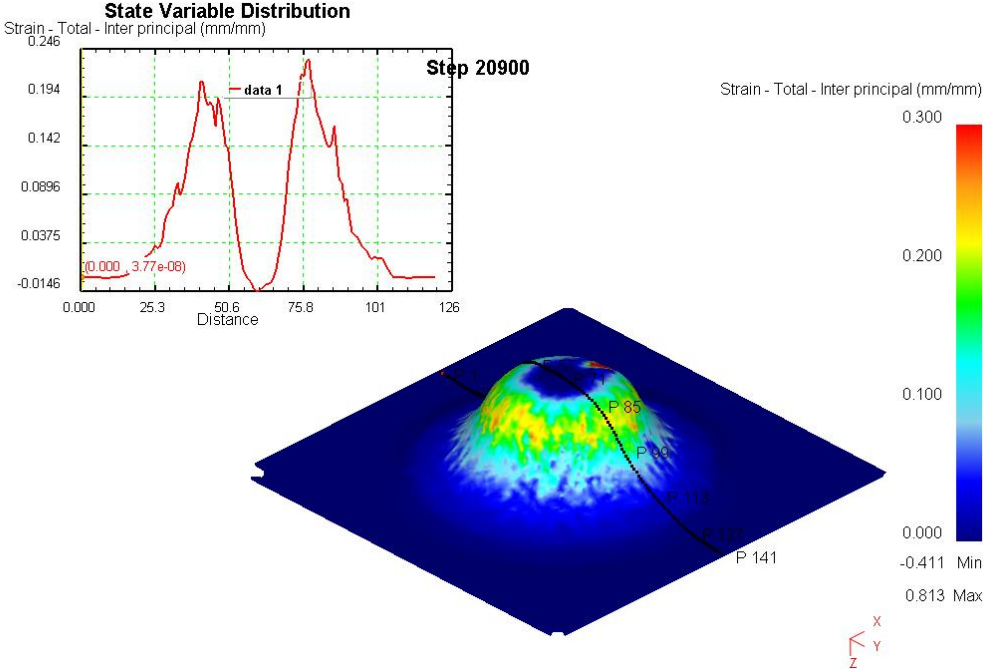 State Variable Distribution
Strain - Total - Inter principal (mm/mm)
0.246
Step 20900
data 1
0.194
0.142
0.0896
0.0375
(0.000 , 3.77e-08)
-0.0146
0.000 25.3 50.6 75.8 101 126
Distance
Strain - Total - Inter principal (mm/mm)
0.300
0.200
0.100
0.000
-0.411 Min
0.813 Max
P 85
P 99
P 113
P 127
P 141
X
Y
Z